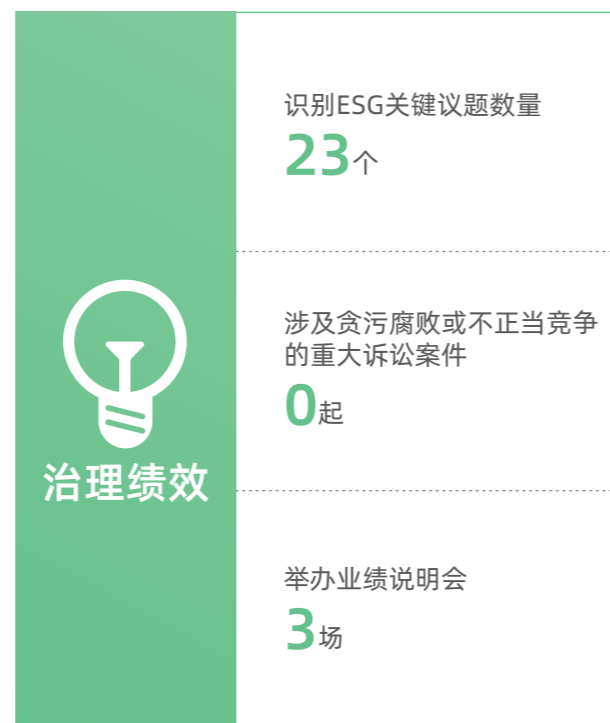 治理绩效
识别ESG关键议题数量
23个
涉及贪污腐败或不正当竞争
的重大诉讼案件
0起
举办业绩说明会
3场